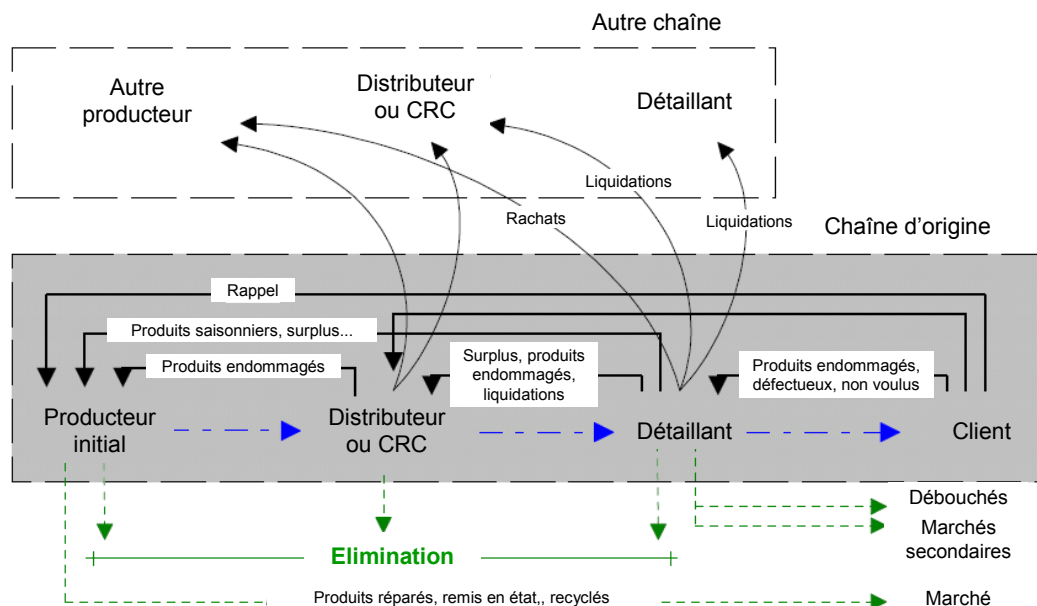 Autre chaîne
Autre
producteur
Distributeur
ou CRC
Détaillant
Liquidations
Rachats
Liquidations
Chaîne d'origine
Rappel
Produits saisonniers, surplus...
Produits endommagés
Surplus, produits
endommagés,
liquidations
Produits endommagés,
défectueux, non voulus
Producteur
initial
Distributeur
ou CRC
Détaillant
Client
Débouchés
Marchés
secondaires
Elimination
Produits réparés, remis en état,, recyclés
Marché